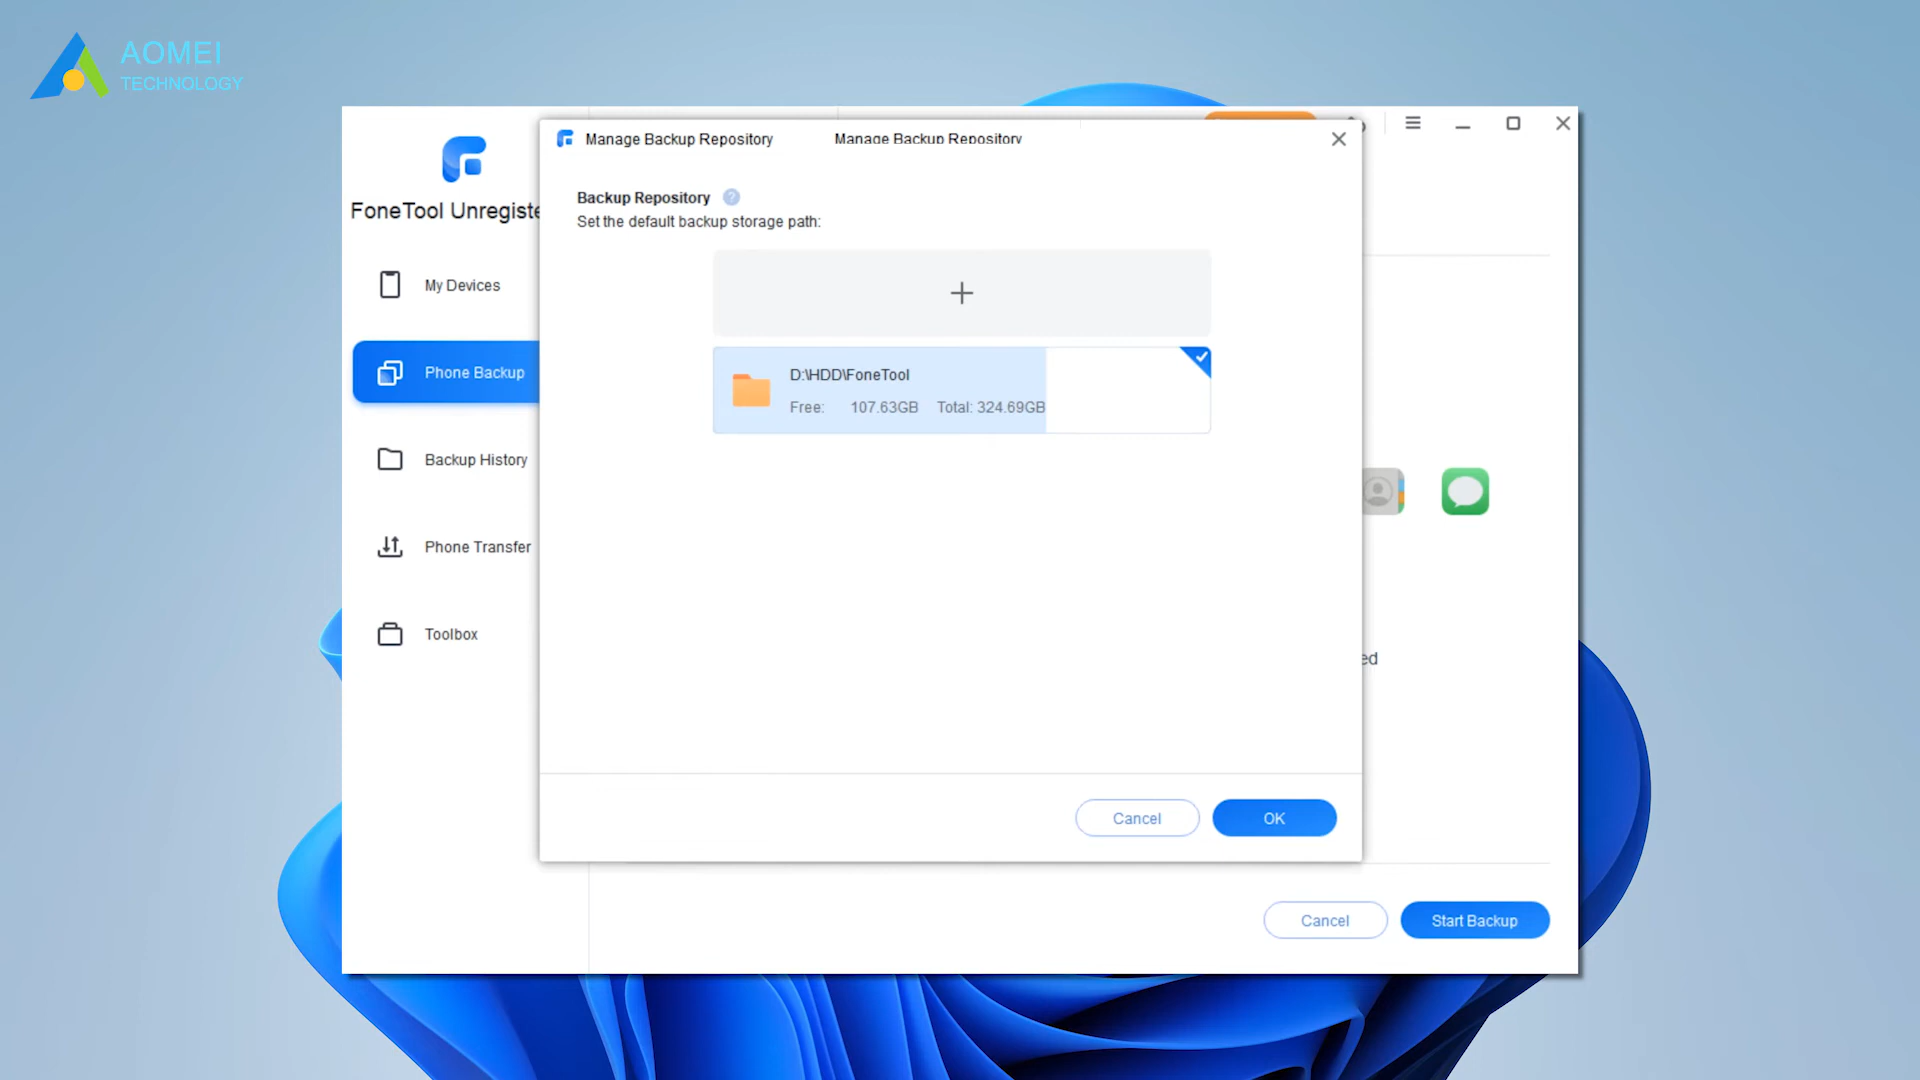 AOMEI
TECHNOLOGY
Manage Backup Repository
Manage Backup Repository
FoneTool Unregiste
Backup Repository ?
Set the default backup storage path:
My Devices
Phone Backup
D:\HDD\FoneTool
Free: 107.63GB Total: 324.69GB
Backup History
Phone Transfer
Toolbox
ed
Cancel
OK
Cancel
Start Backup